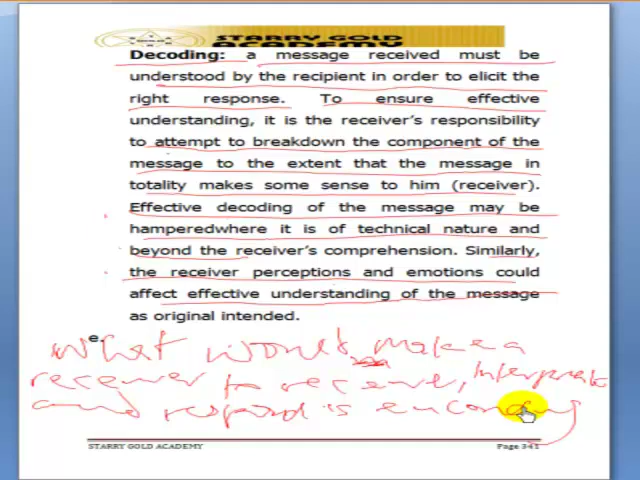 STARRY GOLD
ACADEMY
Decoding: a message received must be
understood by the recipient in order to elicit the
right response. To ensure effective
understanding, it is the receiver's responsibility
to attempt to breakdown the component of the
message to the extent that the message in
totality makes some sense to him (receiver).
Effective decoding of the message may be
hamperedwhere it is of technical nature and
beyond the receiver's comprehension. Similarly,
the receiver perceptions and emotions could
affect effective understanding of the message
as original intended.
e.
What won't make a
receiver to receive, interprete
and respond is enconding
STARRY GOLD ACADEMY Page 341